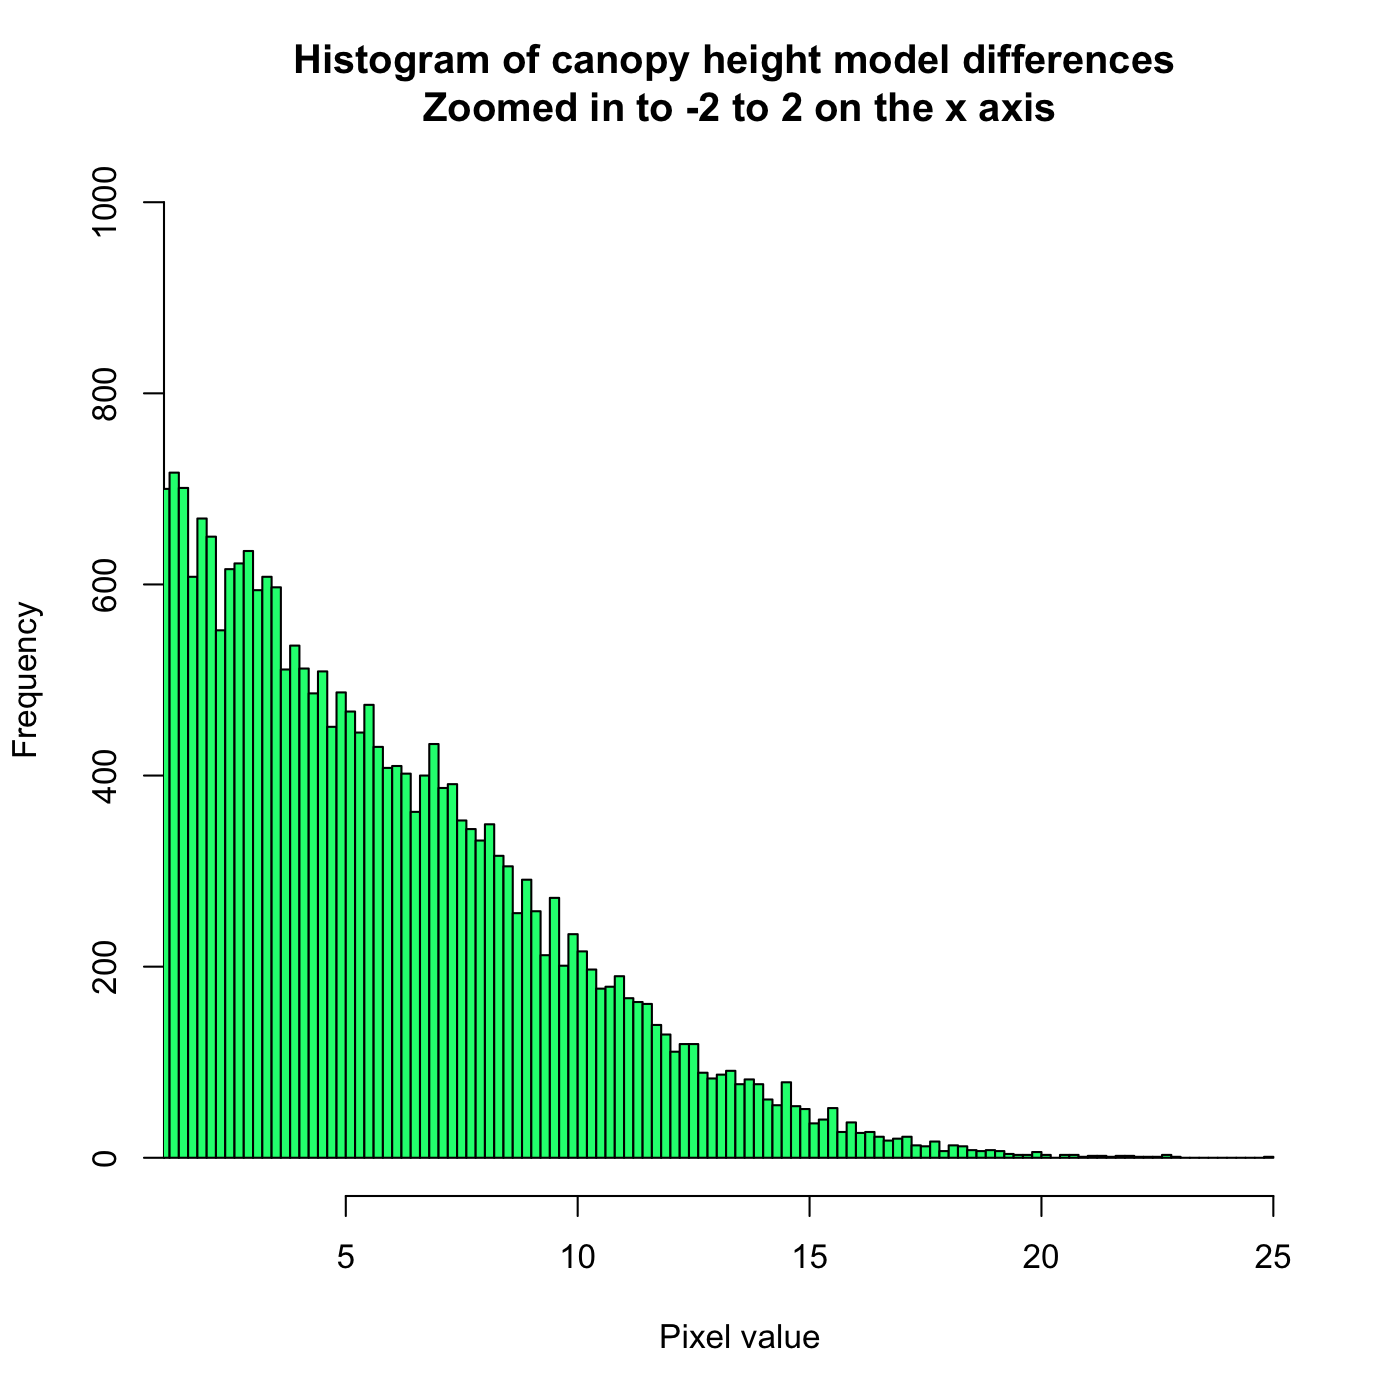 Histogram of canopy height model differences
Zoomed in to -2 to 2 on the x axis
1000
800
600
400
200
0
Frequency
5 10 15 20 25
Pixel value